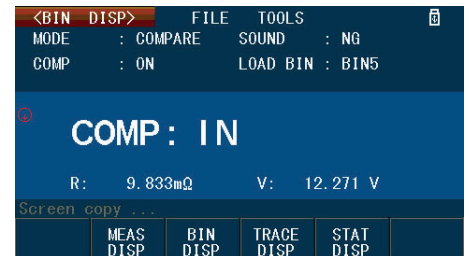 <BIN DISP> FILE TOOLS
MODE : COMPARE SOUND : NG
COMP : ON LOAD BIN : BIN5
COMP: IN
R: 9.833mΩ V: 12.271 V
Screen copy ...
MEAS DISP BIN DISP TRACE DISP STAT DISP